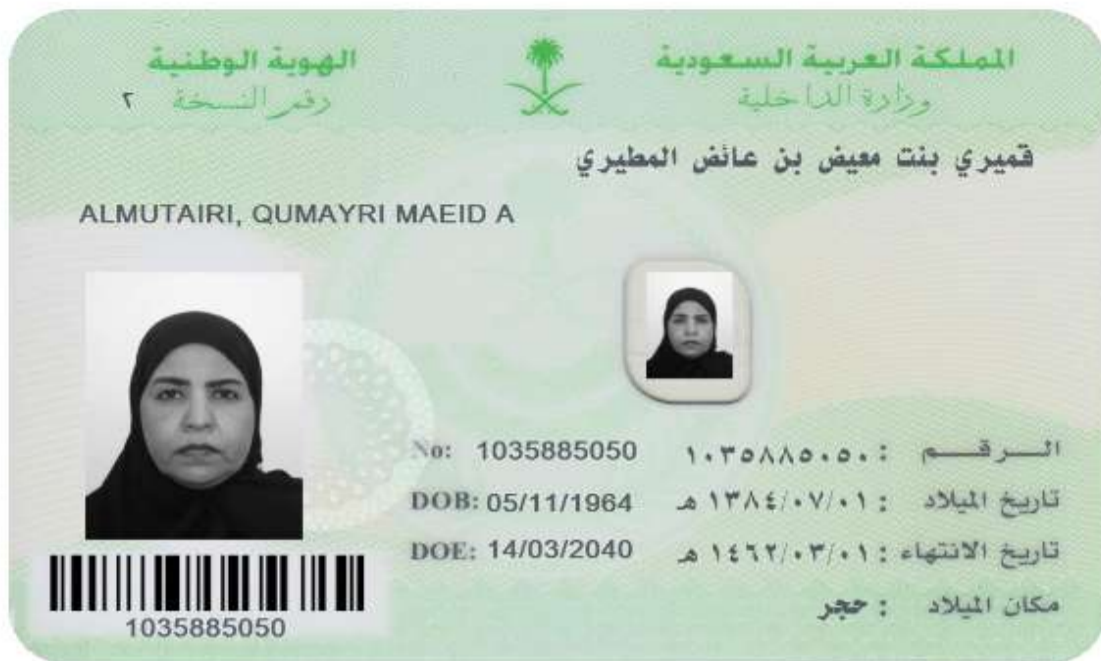 المملكة العربية السعودية
الهوية الوطنية
وزارة الداخلية
رقم النسخة ٢
قميري بنت معيض بن عائض المطيري
ALMUTAIRI, QUMAYRI MAEID A
الـــرقـــم : ١٠٣٥٨٨٥٠٥٠ No: 1035885050
تاريخ الميلاد : ١٣٨٤/٠٧/٠١ هـ DOB: 05/11/1964
تاريخ الانتهاء : ١٤٦٢/٠٣/٠١ هـ DOE: 14/03/2040
مكان الميلاد : حجر
1035885050